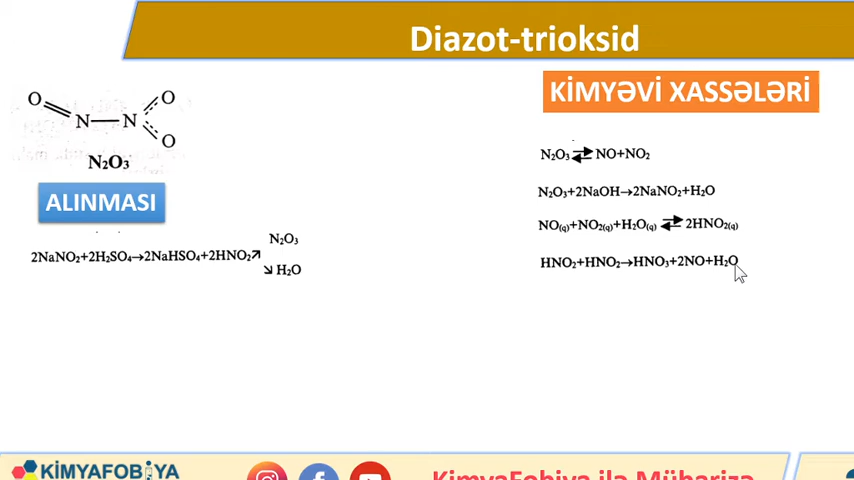 Diazot-trioksid
O
N—N
O
O
N₂O₃
ALINMASI
2NaNO₂+2H₂SO₄→2NaHSO₄+2HNO₂↗
N₂O₃
↘H₂O
KİMYƏVİ XASSƏLƏRİ
N₂O₃⇄NO+NO₂
N₂O₃+2NaOH→2NaNO₂+H₂O
NO(q)+NO₂(q)+H₂O(q)⇄2HNO₂(q)
HNO₂+HNO₂→HNO₃+2NO+H₂O
KİMYAFOBİYA
KimyaFobiya ilə Mübarizə